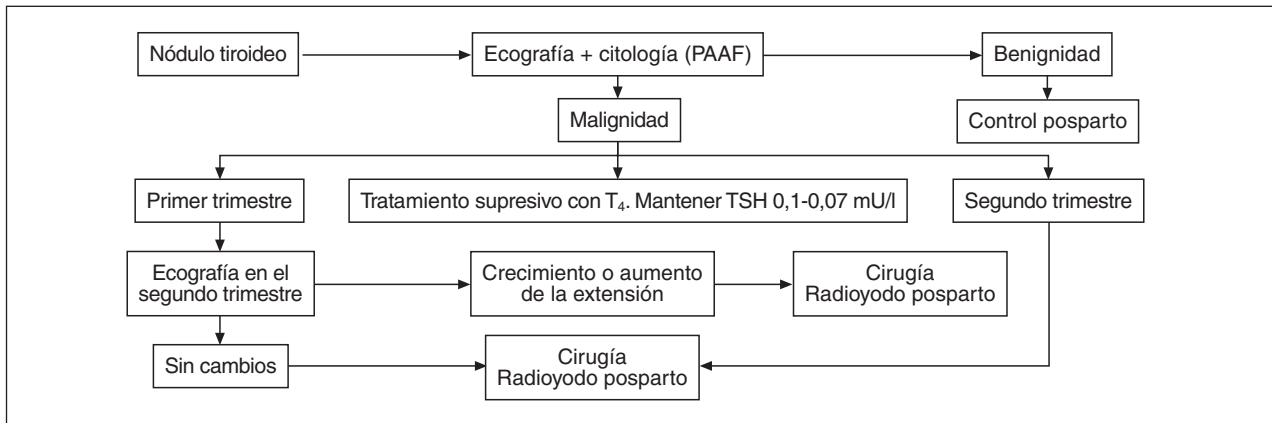 Nódulo tiroideo
Ecografía + citología (PAAF)
Benignidad
Malignidad
Control posparto
Primer trimestre
Tratamiento supresivo con T₄. Mantener TSH 0,1-0,07 mU/l
Segundo trimestre
Ecografía en el
segundo trimestre
Crecimiento o aumento
de la extensión
Cirugía
Radioyodo posparto
Sin cambios
Cirugía
Radioyodo posparto